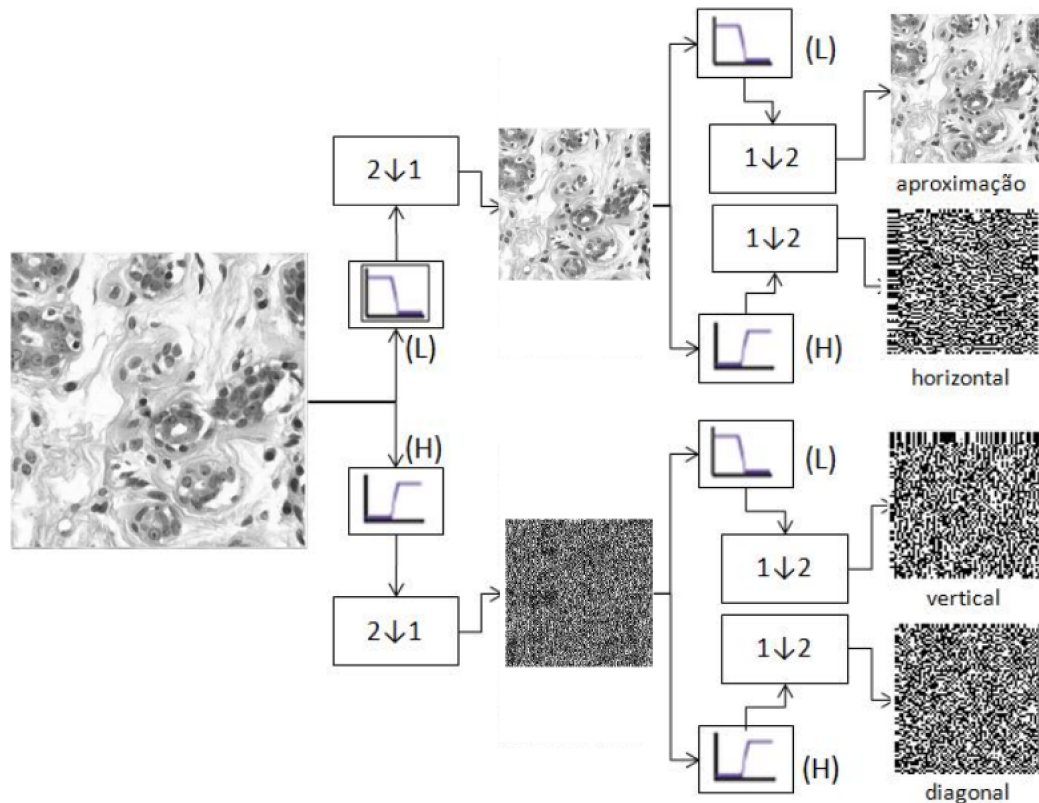 (L)
1↓2
aproximação
2↓1
1↓2
(L)
(H)
horizontal
(H)
(L)
1↓2
vertical
2↓1
1↓2
(H)
diagonal